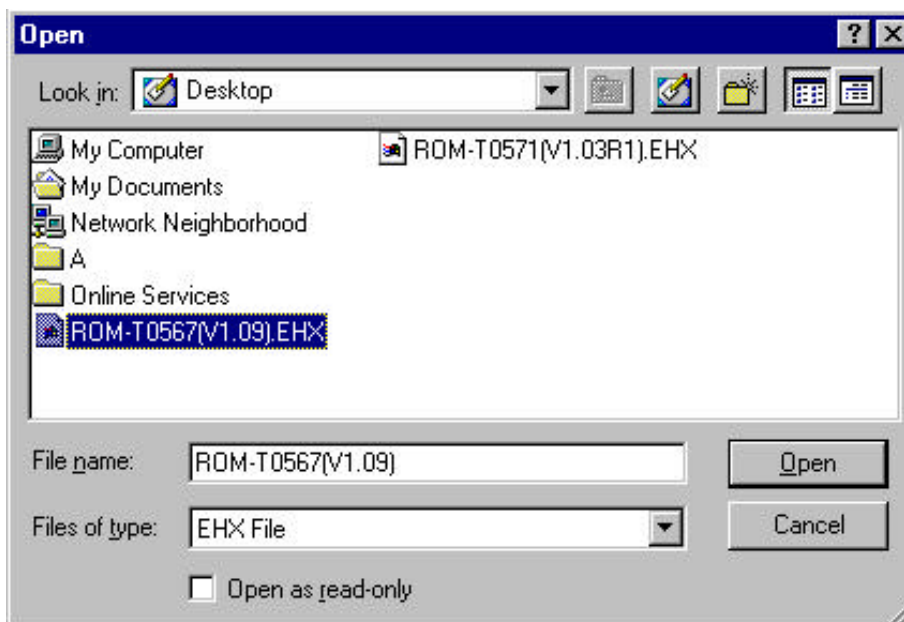 Open
Look in: Desktop
My Computer
My Documents
Network Neighborhood
A
Online Services
ROM-T0567(V1.09).EHX
ROM-T0571(V1.03R1).EHX
File name: ROM-T0567(V1.09) Open
Files of type: EHX File Cancel
Open as read-only